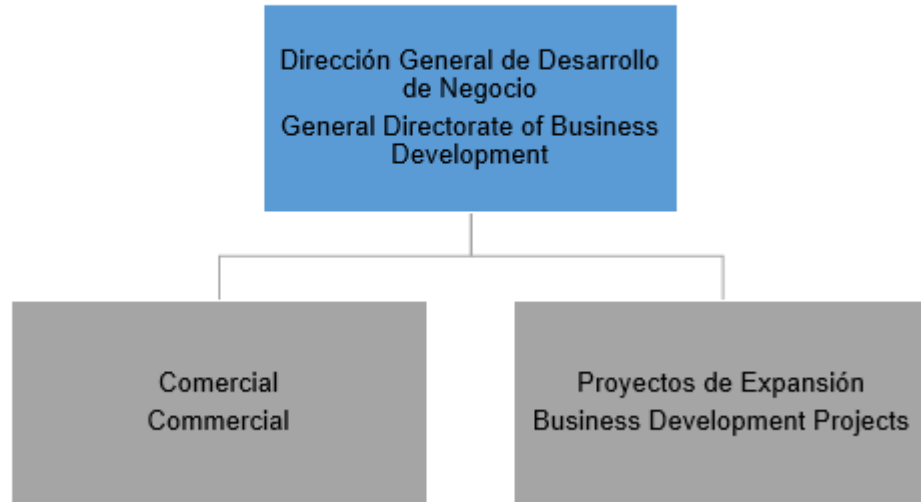 Dirección General de Desarrollo
de Negocio
General Directorate of Business
Development
Comercial
Commercial
Proyectos de Expansión
Business Development Projects